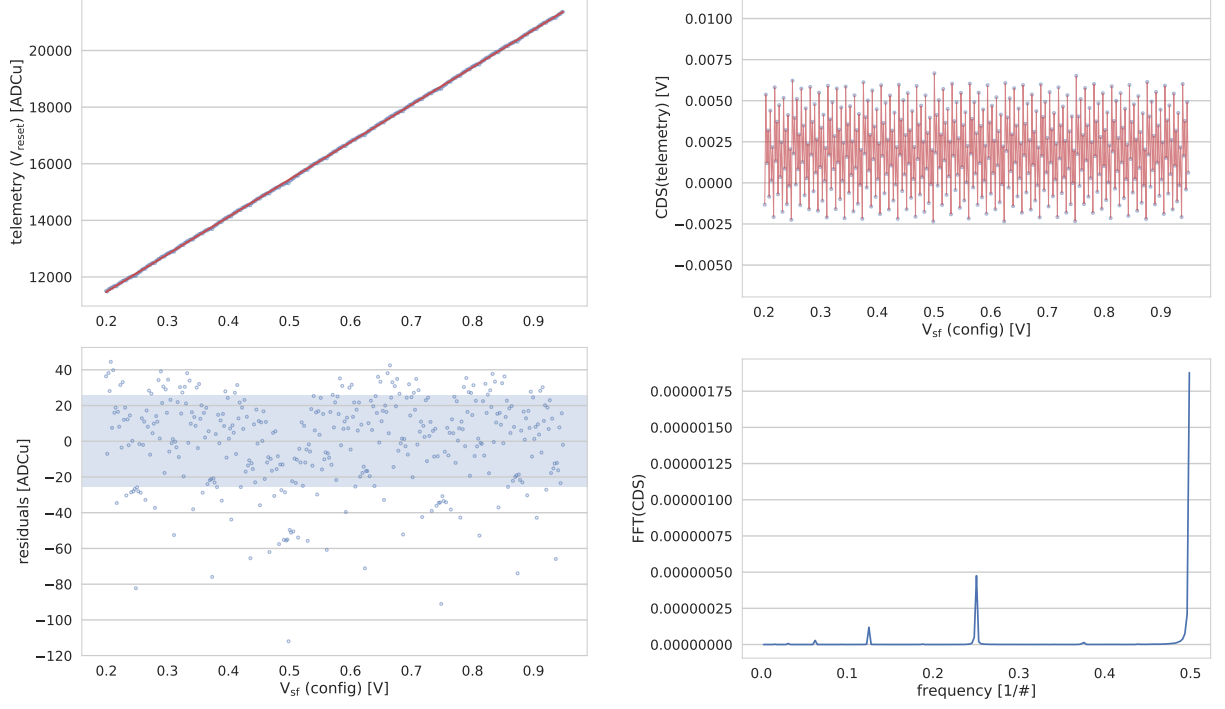 telemetry (Vreset) [ADCu]
20000
18000
16000
14000
12000
0.2 0.3 0.4 0.5 0.6 0.7 0.8 0.9
CDS(telemetry) [V]
0.0100
0.0075
0.0050
0.0025
0.0000
−0.0025
−0.0050
0.2 0.3 0.4 0.5 0.6 0.7 0.8 0.9
Vsf (config) [V]
residuals [ADCu]
40
20
0
−20
−40
−60
−80
−100
−120
0.2 0.3 0.4 0.5 0.6 0.7 0.8 0.9
Vsf (config) [V]
FFT(CDS)
0.00000175
0.00000150
0.00000125
0.00000100
0.00000075
0.00000050
0.00000025
0.00000000
0.0 0.1 0.2 0.3 0.4 0.5
frequency [1/#]